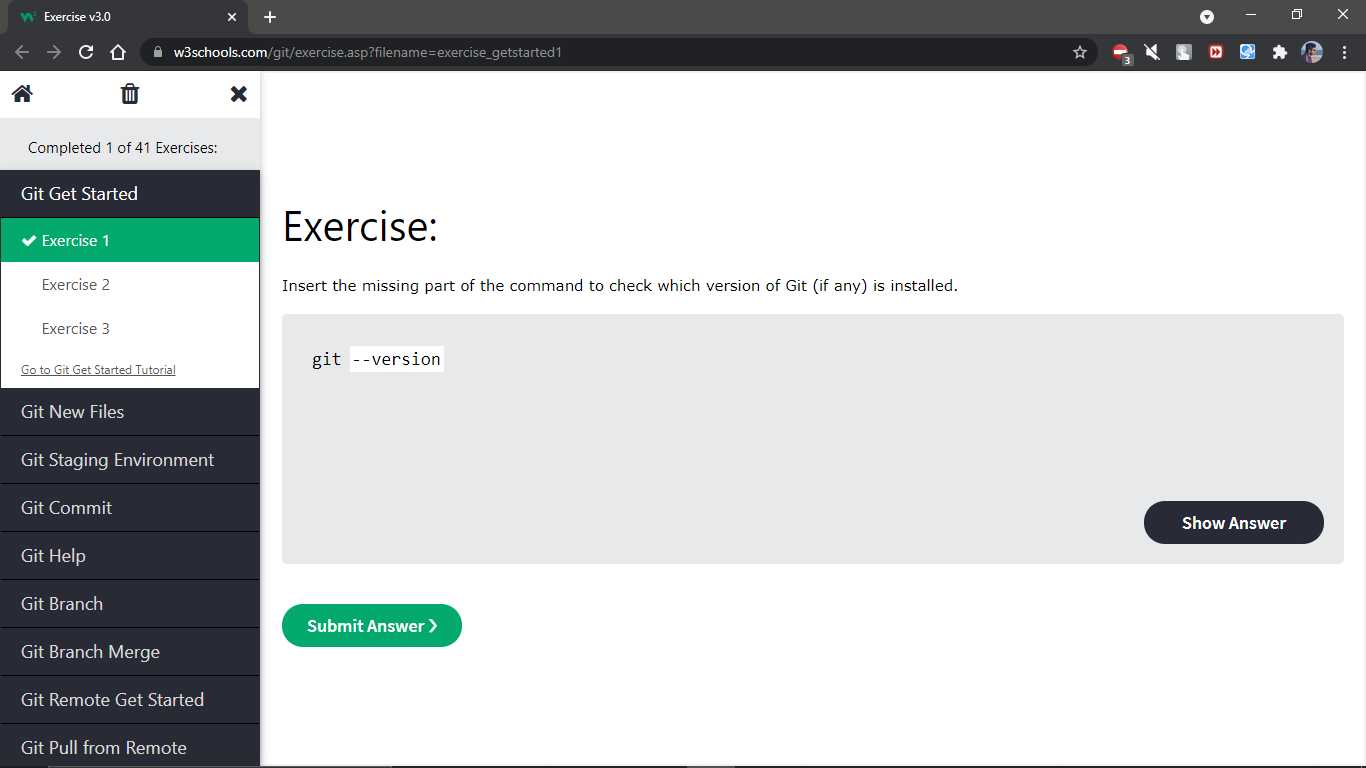 Exercise v3.0
w3schools.com/git/exercise.asp?filename=exercise_getstarted1
3
Completed 1 of 41 Exercises:
Git Get Started
Exercise 1
Exercise 2
Exercise 3
Go to Git Get Started Tutorial
Git New Files
Git Staging Environment
Git Commit
Git Help
Git Branch
Git Branch Merge
Git Remote Get Started
Git Pull from Remote
Exercise:
Insert the missing part of the command to check which version of Git (if any) is installed.
git --version
Show Answer
Submit Answer ❯